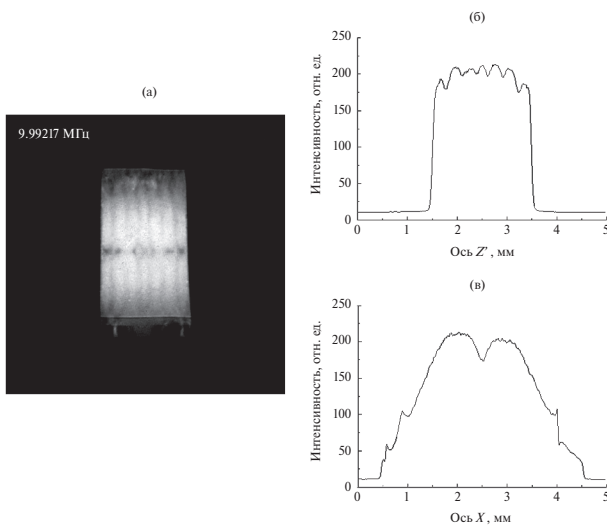 (а)
9.99217 МГц
(б)
Интенсивность, отн. ед.
250
200
150
100
50
0
0 1 2 3 4 5
Ось Z', мм
(в)
Интенсивность, отн. ед.
250
200
150
100
50
0
0 1 2 3 4 5
Ось X, мм